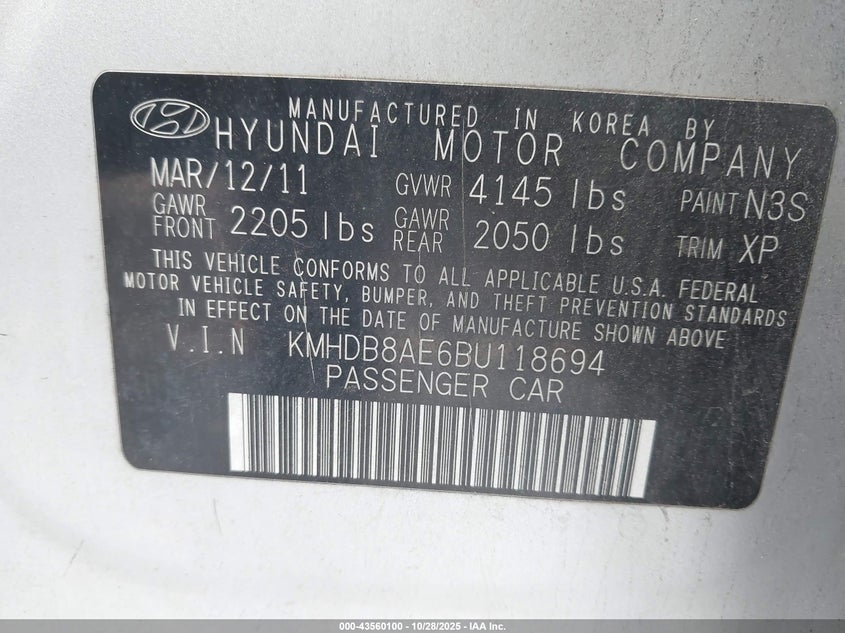 MANUFACTURED IN KOREA BY
HYUNDAI MOTOR COMPANY
MAR/12/11 GVWR 4145 lbs PAINT N3S
GAWR FRONT 2205 lbs GAWR REAR 2050 lbs TRIM XP
THIS VEHICLE CONFORMS TO ALL APPLICABLE U.S.A. FEDERAL
MOTOR VEHICLE SAFETY, BUMPER, AND THEFT PREVENTION STANDARDS
IN EFFECT ON THE DATE OF MANUFACTURE SHOWN ABOVE
V.I.N KMHDB8AE6BU118694
PASSENGER CAR
000-43560100 | 10/28/2025 - IAA Inc.